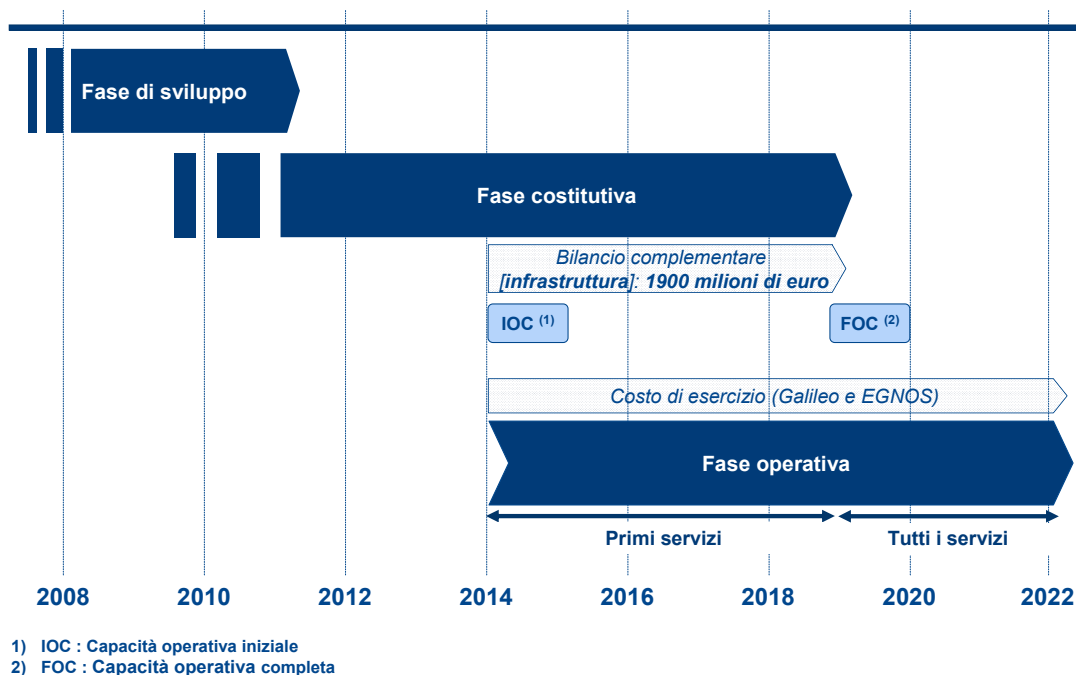 Fase di sviluppo
Fase costitutiva
Bilancio complementare
[infrastruttura]: 1900 milioni di euro
IOC (1)
FOC (2)
Costo di esercizio (Galileo e EGNOS)
Fase operativa
Primi servizi
Tutti i servizi
2008 2010 2012 2014 2016 2018 2020 2022
1) IOC : Capacità operativa iniziale
2) FOC : Capacità operativa completa